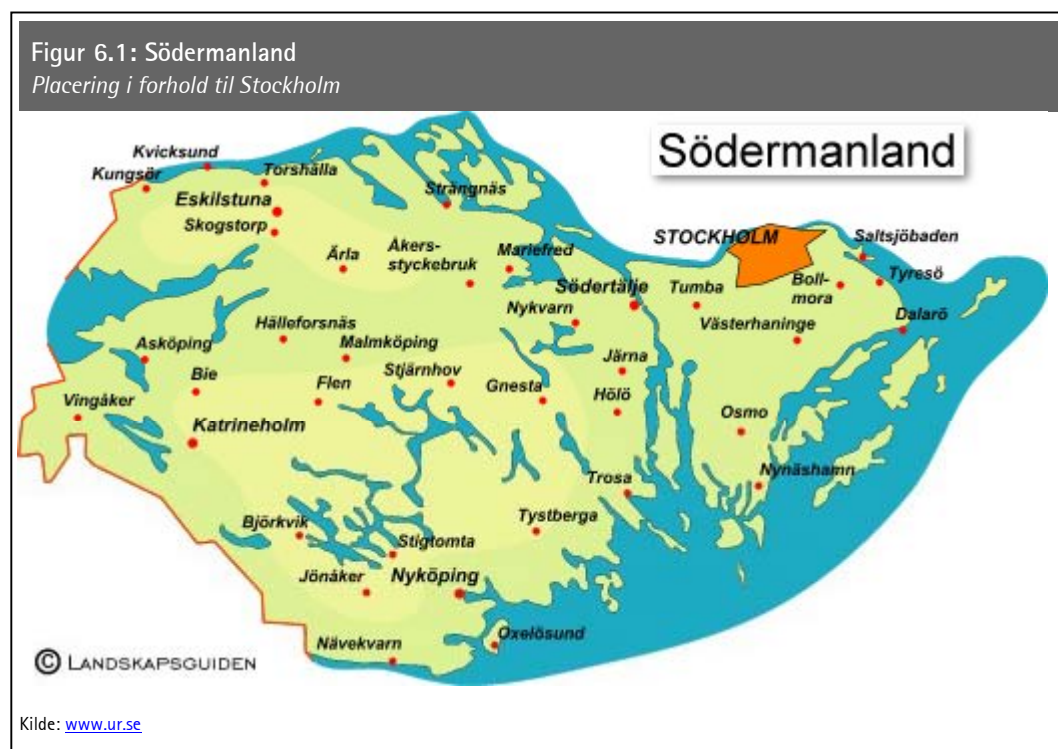 Figur 6.1: Södermanland
Placering i forhold til Stockholm
Södermanland
Kvicksund
Kungsör
Torshälla
Eskilstuna
Skogstorp
Strängnäs
STOCKHOLM
Saltsjöbaden
Ärla
Åkers-
styckebruk
Mariefred
Södertälje
Tumba
Boll-
mora
Tyresö
Nykvarn
Västerhaninge
Dalarö
Hälleforsnäs
Asköping
Malmköping
Järna
Stjärnhov
Bie
Flen
Gnesta
Hölö
Vingåker
Katrineholm
Osmo
Trosa
Nynäshamn
Björkvik
Tystberga
Stigtomta
Jönåker
Nyköping
Nävekvarn
Oxelösund
© LANDSKAPSGUIDEN
Kilde: www.ur.se